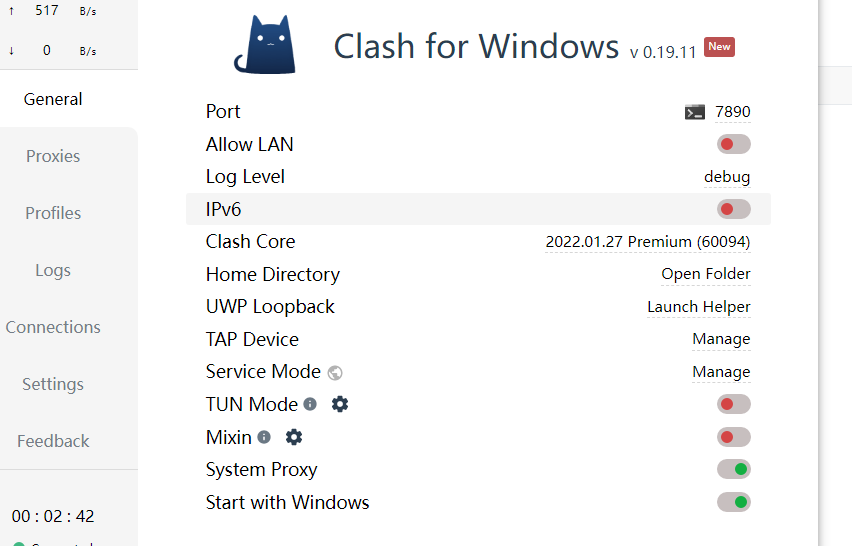 ↑ 517 B/s
↓ 0 B/s
General
Proxies
Profiles
Logs
Connections
Settings
Feedback
00 : 02 : 42
Clash for Windows v 0.19.11 New
Port 7890
Allow LAN
Log Level debug
IPv6
Clash Core 2022.01.27 Premium (60094)
Home Directory Open Folder
UWP Loopback Launch Helper
TAP Device Manage
Service Mode Manage
TUN Mode
Mixin
System Proxy
Start with Windows